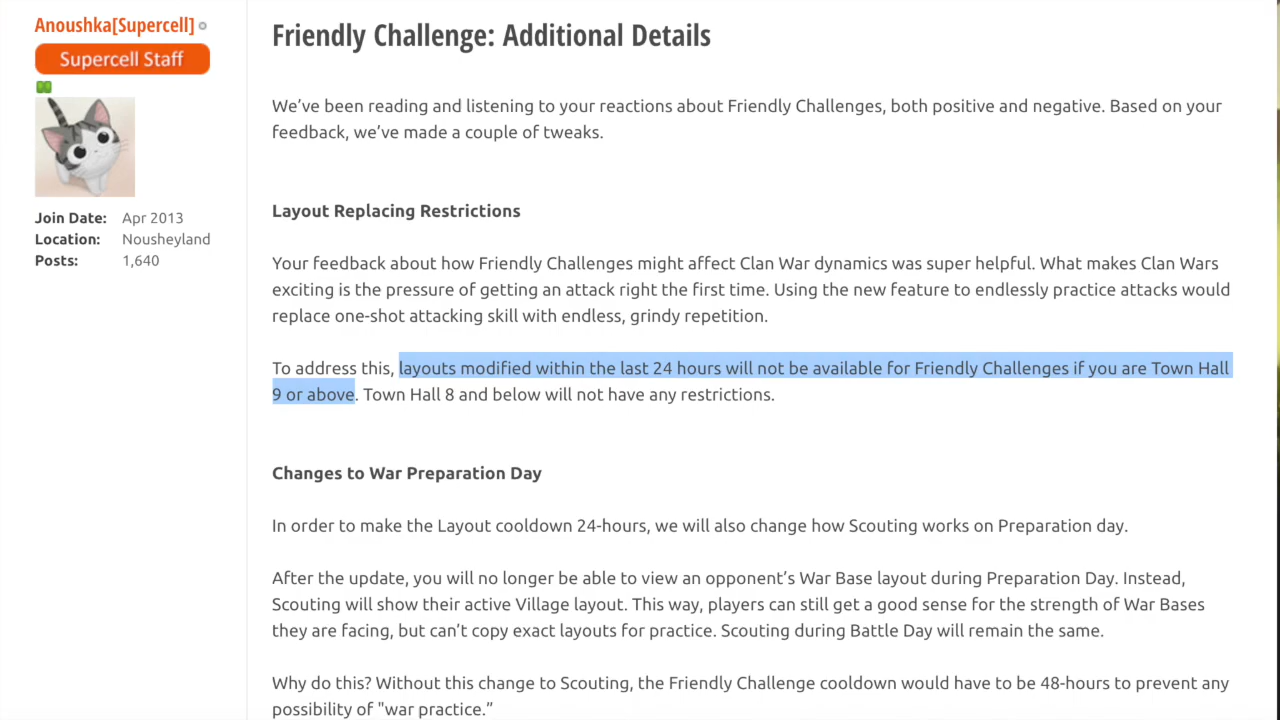 Anoushka[Supercell]
Supercell Staff
Join Date: Apr 2013
Location: Nousheyland
Posts: 1,640
Friendly Challenge: Additional Details
We’ve been reading and listening to your reactions about Friendly Challenges, both positive and negative. Based on your
feedback, we’ve made a couple of tweaks.
Layout Replacing Restrictions
Your feedback about how Friendly Challenges might affect Clan War dynamics was super helpful. What makes Clan Wars
exciting is the pressure of getting an attack right the first time. Using the new feature to endlessly practice attacks would
replace one-shot attacking skill with endless, grindy repetition.
To address this, layouts modified within the last 24 hours will not be available for Friendly Challenges if you are Town Hall
9 or above. Town Hall 8 and below will not have any restrictions.
Changes to War Preparation Day
In order to make the Layout cooldown 24-hours, we will also change how Scouting works on Preparation day.
After the update, you will no longer be able to view an opponent’s War Base layout during Preparation Day. Instead,
Scouting will show their active Village layout. This way, players can still get a good sense for the strength of War Bases
they are facing, but can’t copy exact layouts for practice. Scouting during Battle Day will remain the same.
Why do this? Without this change to Scouting, the Friendly Challenge cooldown would have to be 48-hours to prevent any
possibility of "war practice.”